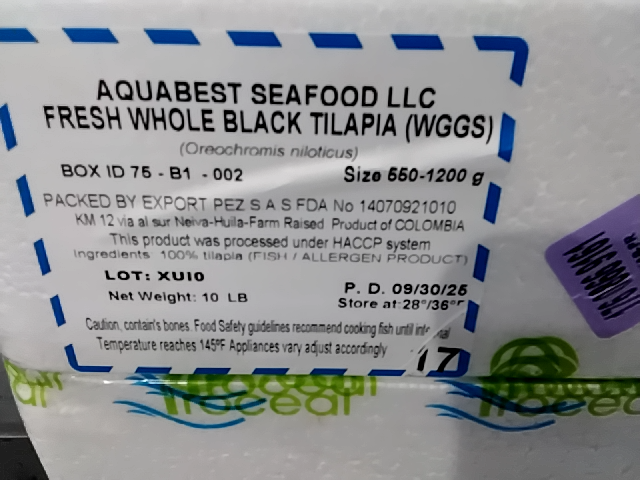 AQUABEST SEAFOOD LLC
FRESH WHOLE BLACK TILAPIA (WGGS)
(Oreochromis niloticus)
BOX ID 75 - B1 - 002 Size 550-1200 g
PACKED BY EXPORT PEZ S A S FDA No 14070921010
KM 12 via al sur Neiva-Huila-Farm Raised Product of COLOMBIA
This product was processed under HACCP system
Ingredients 100% tilapia (FISH / ALLERGEN PRODUCT)
LOT: XUI0 P. D. 09/30/25
Net Weight: 10 LB Store at 28°/36°F
Caution, contain's bones. Food Safety guidelines recommend cooking fish until
Temperature reaches 145ºF Appliances vary adjust accordingly
17